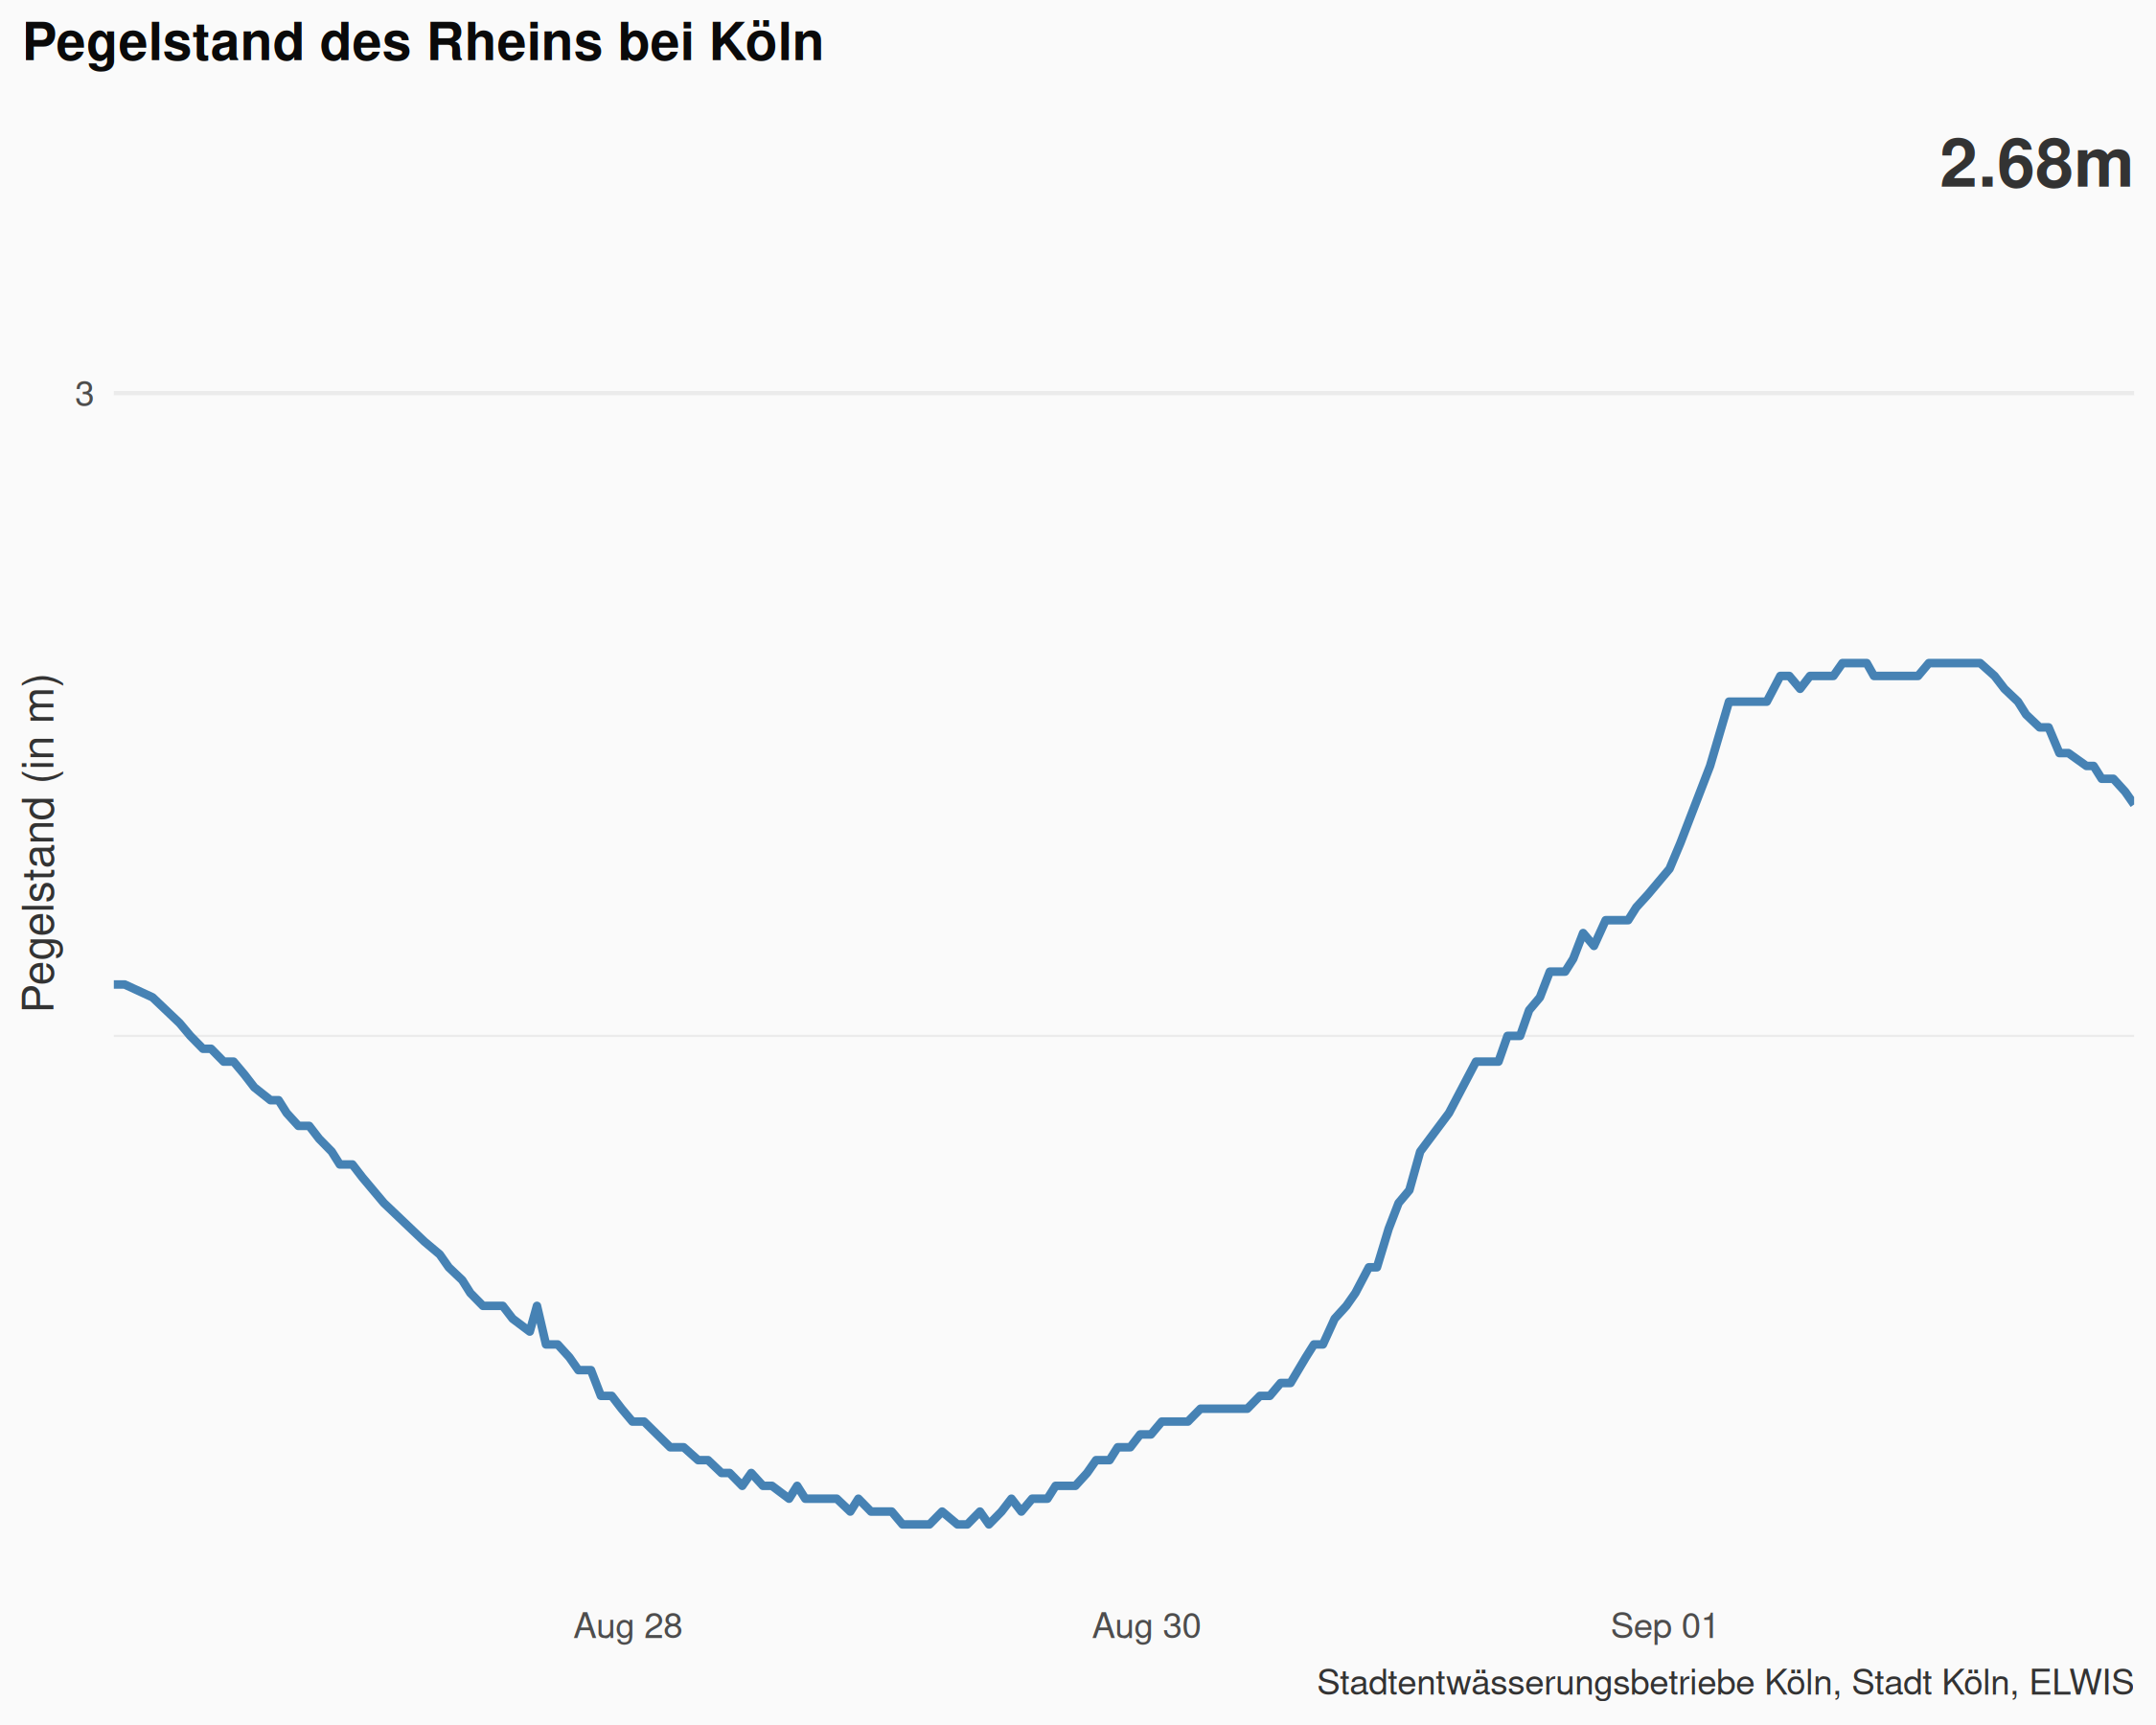 Pegelstand des Rheins bei Köln
2.68m
3
Pegelstand (in m)
Aug 28
Aug 30
Sep 01
Stadtentwässerungsbetriebe Köln, Stadt Köln, ELWIS